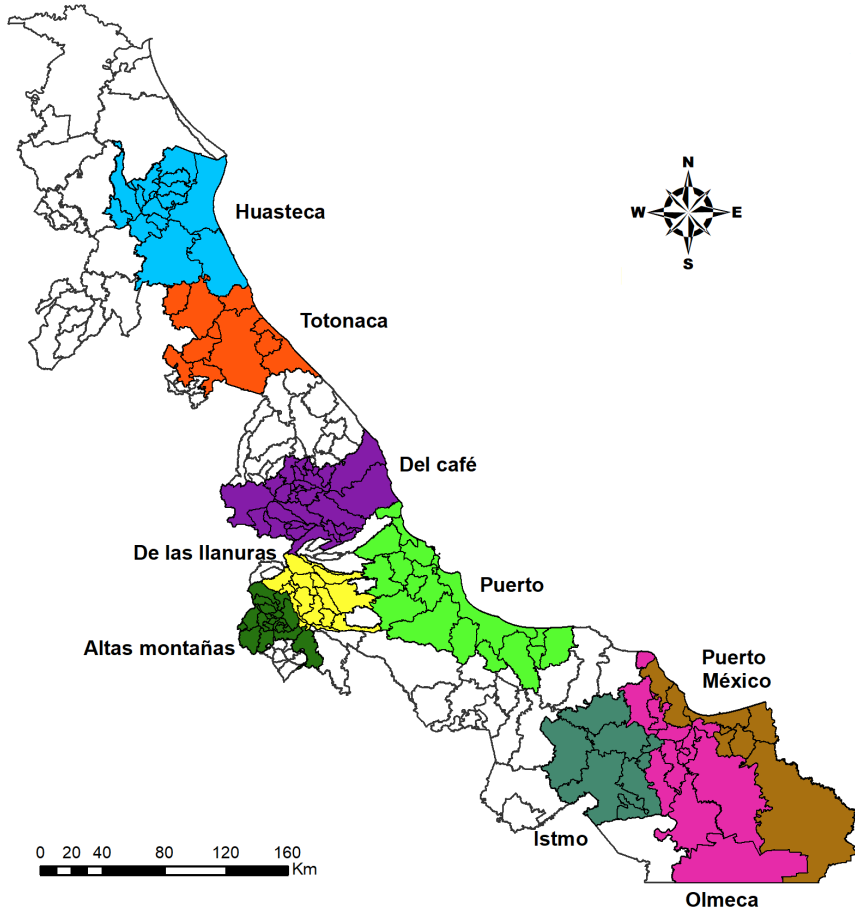 N
W E
S
Huasteca
Totonaca
Del café
De las llanuras
Puerto
Altas montañas
Puerto
México
Istmo
0 20 40 80 120 160
Km
Olmeca